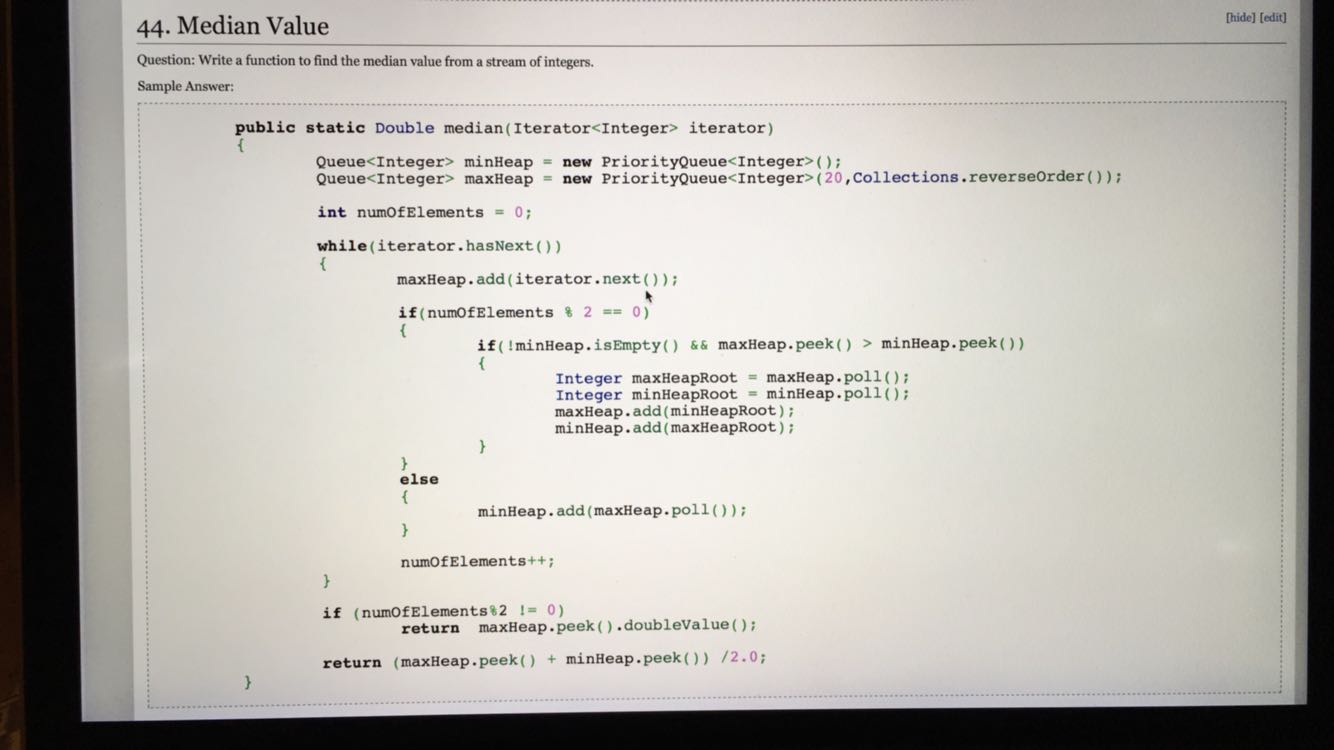 44. Median Value
[hide] [edit]
Question: Write a function to find the median value from a stream of integers.
Sample Answer:
public static Double median(Iterator<Integer> iterator)
{
Queue<Integer> minHeap = new PriorityQueue<Integer>();
Queue<Integer> maxHeap = new PriorityQueue<Integer>(20,Collections.reverseOrder());
int numOfElements = 0;
while(iterator.hasNext())
{
maxHeap.add(iterator.next());
if(numOfElements % 2 == 0)
{
if(!minHeap.isEmpty() && maxHeap.peek() > minHeap.peek())
{
Integer maxHeapRoot = maxHeap.poll();
Integer minHeapRoot = minHeap.poll();
maxHeap.add(minHeapRoot);
minHeap.add(maxHeapRoot);
}
}
else
{
minHeap.add(maxHeap.poll());
}
numOfElements++;
}
if (numOfElements%2 != 0)
return  maxHeap.peek().doubleValue();
return (maxHeap.peek() + minHeap.peek()) /2.0;
}